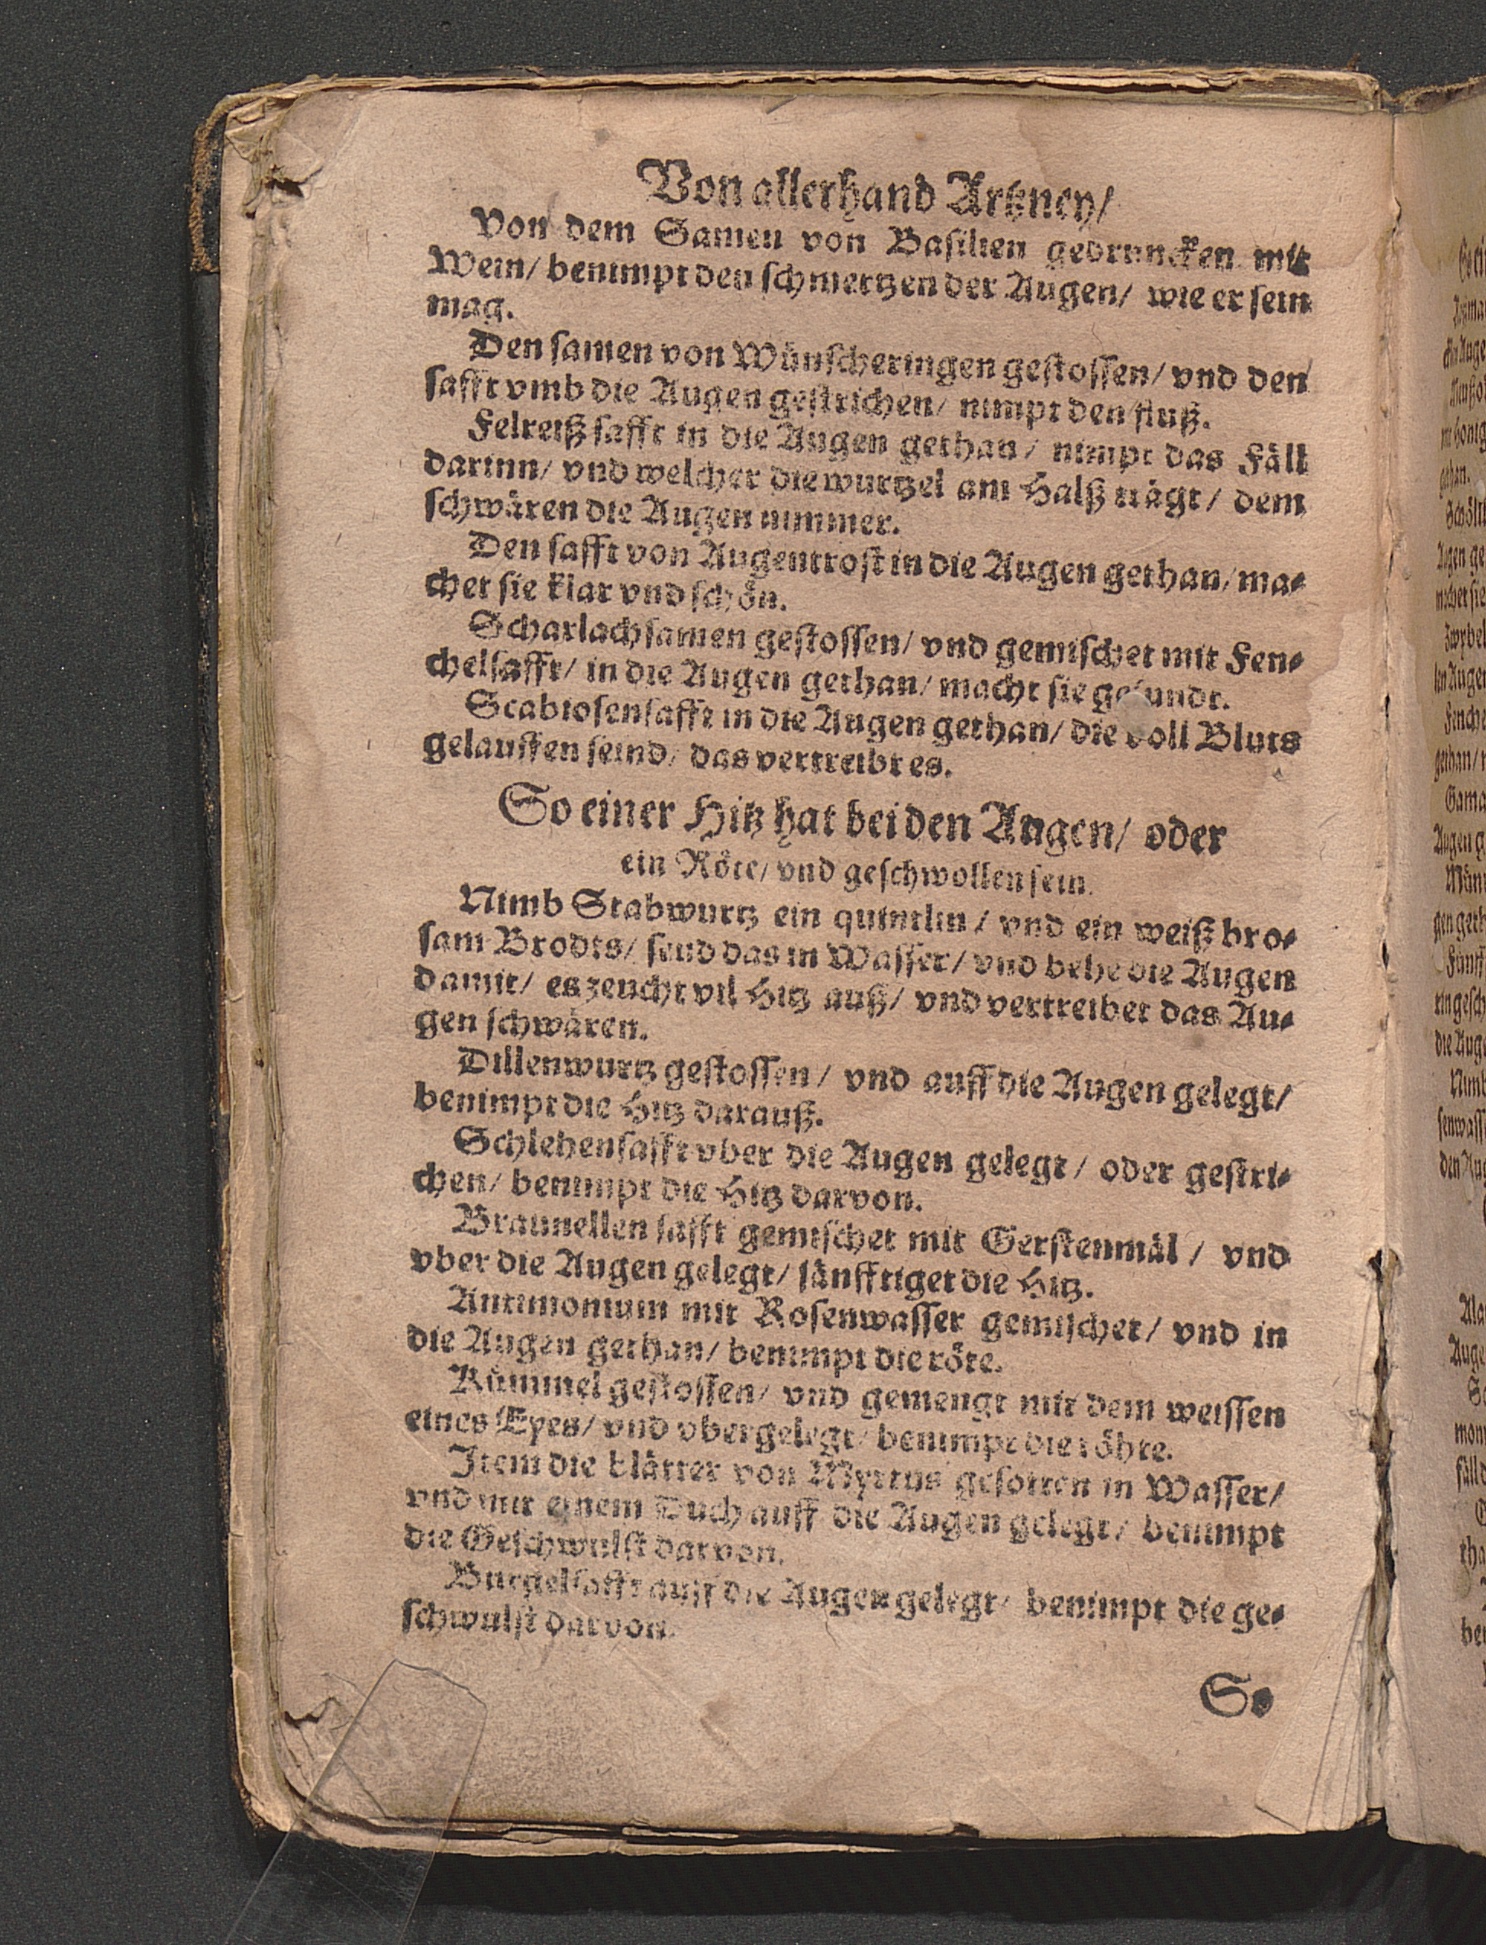 Von allerhand Artzney/
Von dem Samen von Basilien gedruncken mit
Wein/ benimpt den schmertzen der Augen/ wie er sein
mag.
Den samen von Wünscheringen gestossen/ vnd den
safft vmb die Augen gestrichen/ nimpt den fluß.
Felreiß safft in die Augen gethan/ nimpt das Fäll
darinn/ vnd welcher die wurtzel am Halß trägt/ dem
schwären die Augen nimmer.
Den safft von Augentrost in die Augen gethan/ ma-
chet sie klar vnd schön.
Scharlachsamen gestossen/ vnd gemischet mit Fen-
chelsafft/ in die Augen gethan/ macht sie gesundt.
Scabiosensafft in die Augen gethan/ die voll Bluts
gelauffen seind/ das vertreibt es.
So einer Hitz hat bei den Augen/ oder
ein Röte/ vnd geschwollen sein.
Nimb Stabwurtz ein quintlin/ vnd ein weiß bro-
sam Brodts/ seud das in Wasser/ vnd behe die Augen
damit/ es zeucht vil Hitz auß/ vnd vertreibet das Au-
gen schwären.
Dillenwurtz gestossen/ vnd auff die Augen gelegt/
benimpt die Hitz darauß.
Schlehensafft vber die Augen gelegt/ oder gestri-
chen/ benimpt die Hitz darvon.
Braunellen safft gemischet mit Gerstenmäl/ vnd
vber die Augen gelegt/ sänfftiget die Hitz.
Antimonium mit Rosenwasser gemischet/ vnd in
die Augen gethan/ benimpt die röte.
Kümmel gestossen/ vnd gemengt mit dem weissen
eines Eyes/ vnd vbergelegt/ benimpt die röhte.
Item die blätter von Myrtus gesotten in Wasser/
vnd mit einem Duch auff die Augen gelegt/ benimpt
die Geschwulst darvon.
Burgelsafft auff die Augen gelegt/ benimpt die ge-
schwulst darvon.
So